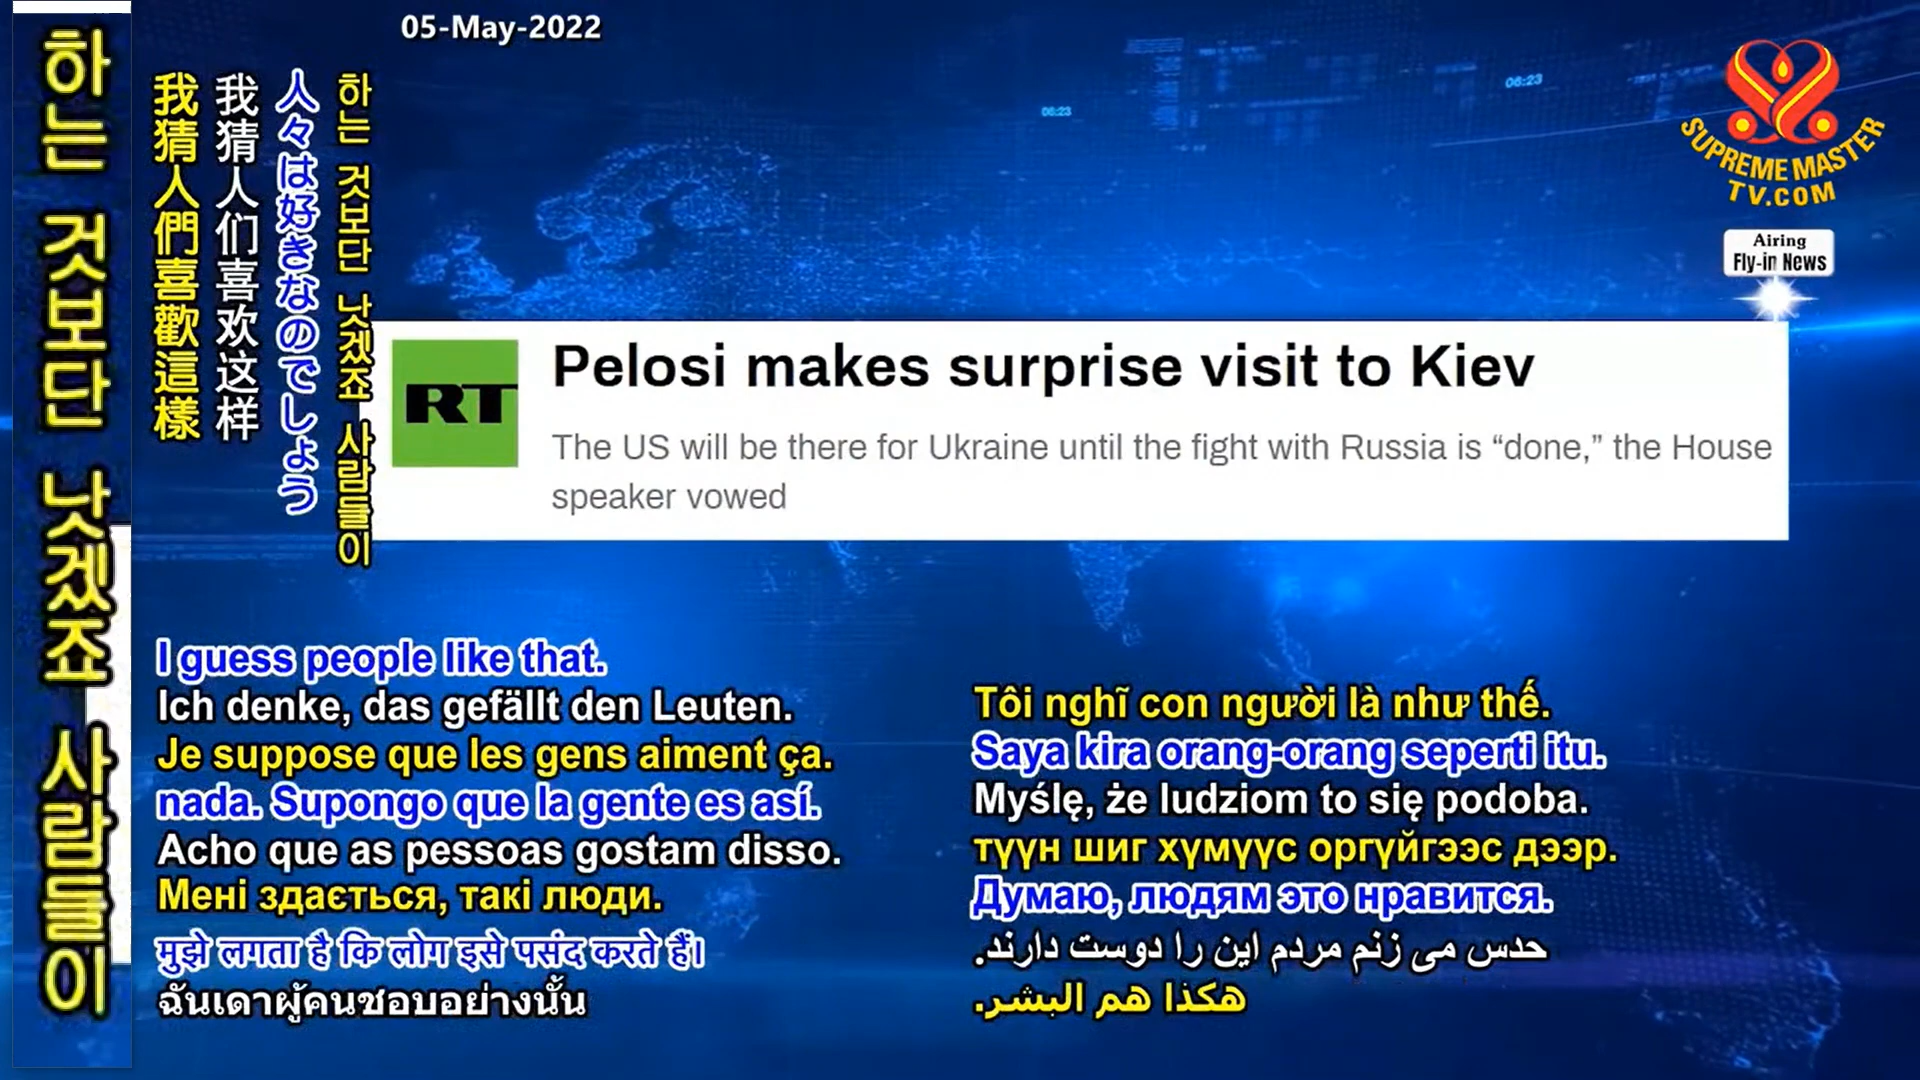 05-May-2022
하는 것보단 낫겠죠 사람들이
我猜人們喜歡這樣
我猜人们喜欢这样
人々は好きなのでしょう
하는 것보단 낫겠죠 사람들이
06:23
06:23
SUPREME MASTER
TV.COM
Airing
Fly-in News
RT
Pelosi makes surprise visit to Kiev
The US will be there for Ukraine until the fight with Russia is “done,” the House
speaker vowed
I guess people like that.
Ich denke, das gefällt den Leuten.
Je suppose que les gens aiment ça.
nada. Supongo que la gente es así.
Acho que as pessoas gostam disso.
Мені здається, такі люди.
मुझे लगता है कि लोग इसे पसंद करते हैं।
ฉันเดาผู้คนชอบอย่างนั้น
Tôi nghĩ con người là như thế.
Saya kira orang-orang seperti itu.
Myślę, że ludziom to się podoba.
түүн шиг хүмүүс оргүйгээс дээр.
Думаю, людям это нравится.
حدس می زنم مردم این را دوست دارند.
هكذا هم البشر.